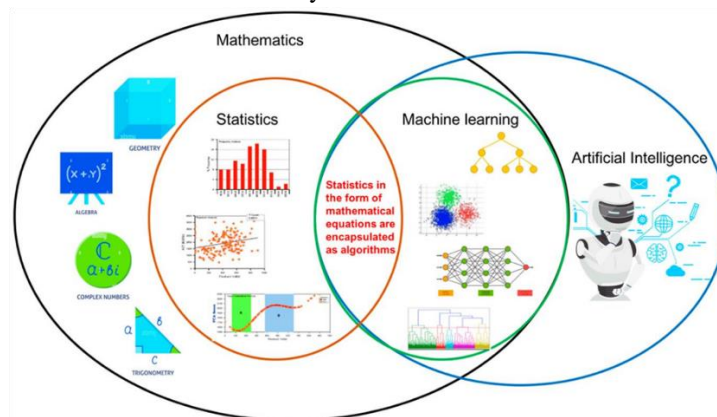 Mathematics
Statistics
Machine learning
Artificial Intelligence
GEOMETRY
(X+Y)²
ALGEBRA
ℂ
a+bi
COMPLEX NUMBERS
a
b
c
TRIGONOMETRY
Statistics in
the form of
mathematical
equations are
encapsulated
as algorithms